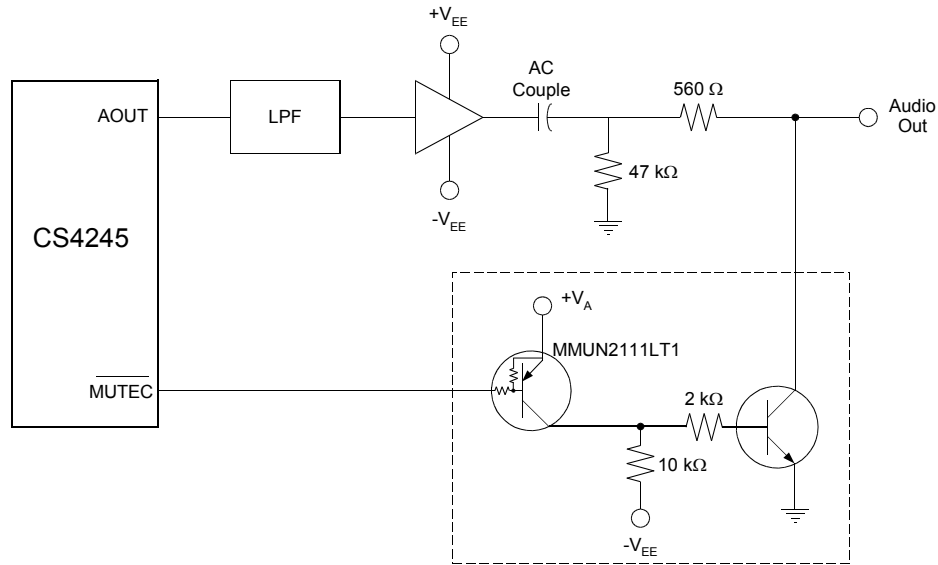 +VEE
AC
Couple
560 Ω
Audio
Out
AOUT
LPF
47 kΩ
-VEE
CS4245
+VA
MMUN2111LT1
MUTEC
2 kΩ
10 kΩ
-VEE